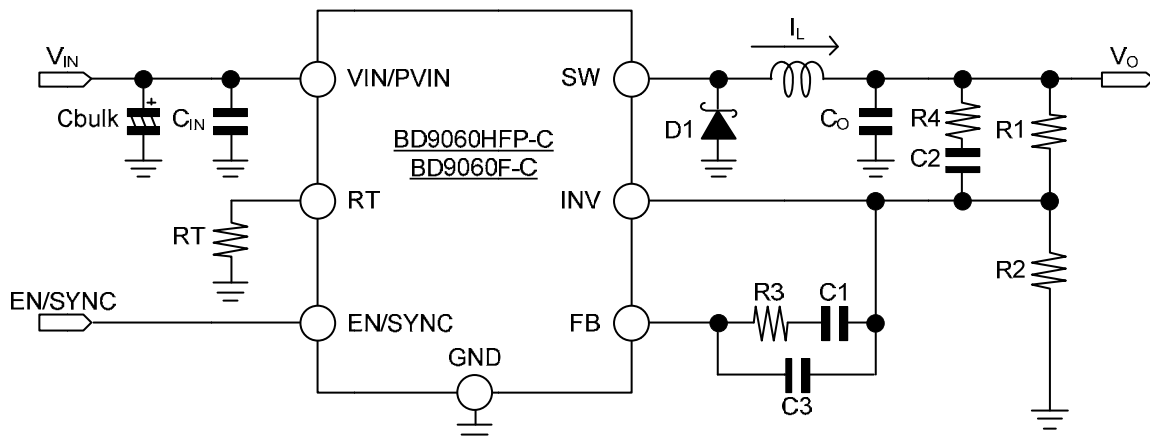 V_IN
I_L
V_O
VIN/PVIN
SW
Cbulk
+
C_IN
BD9060HFP-C
BD9060F-C
D1
C_O
R4
R1
C2
RT
INV
RT
R2
EN/SYNC
EN/SYNC
FB
R3
C1
GND
C3